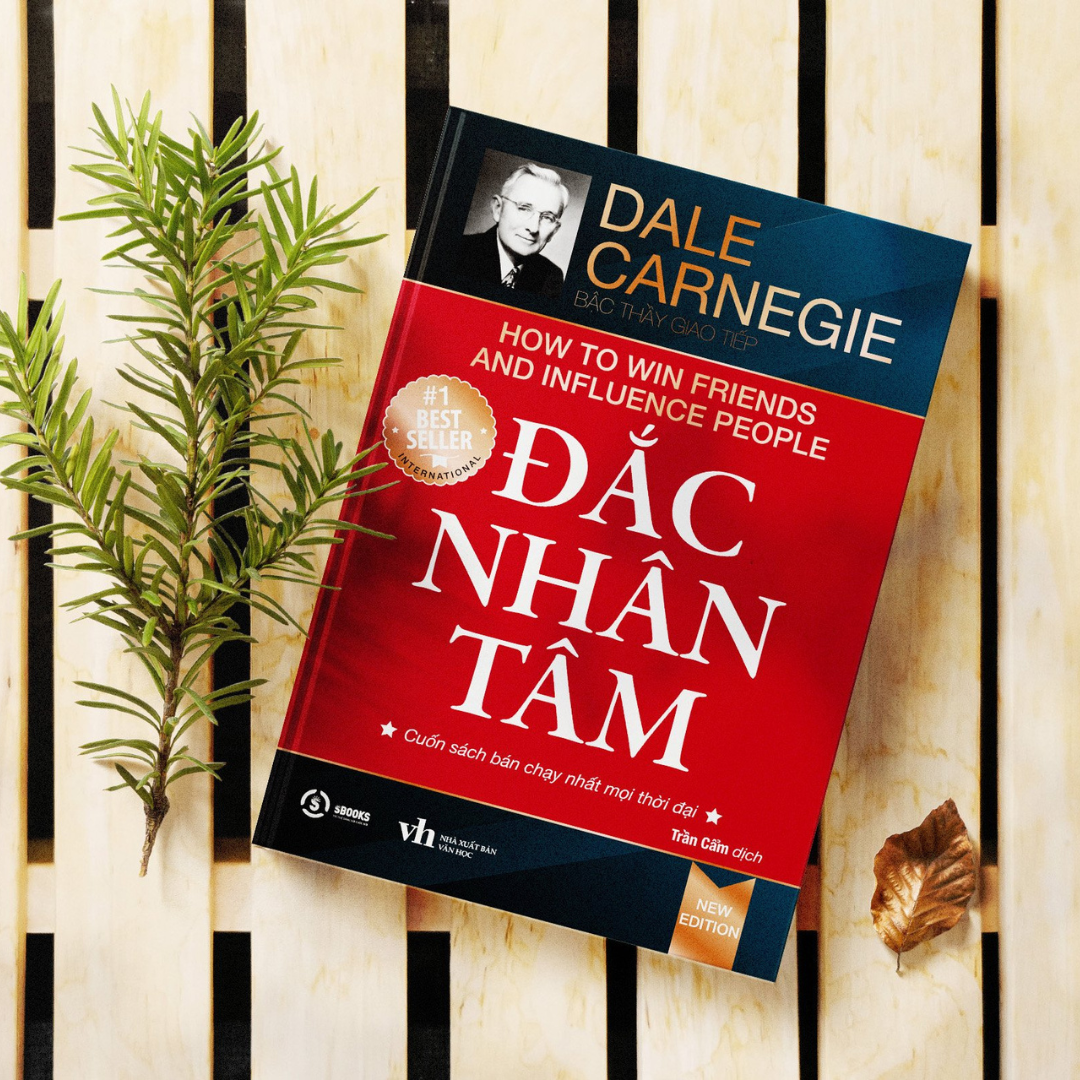 DALE
CARNEGIE
BẬC THẦY GIAO TIẾP
HOW TO WIN FRIENDS
AND INFLUENCE PEOPLE
#1
BEST
SELLER
INTERNATIONAL
ĐẮC
NHÂN
TÂM
Cuốn sách bán chạy nhất mọi thời đại
Trần Cẩm dịch
SBOOKS
vh NHÀ XUẤT BẢN
VĂN HỌC
NEW
EDITION